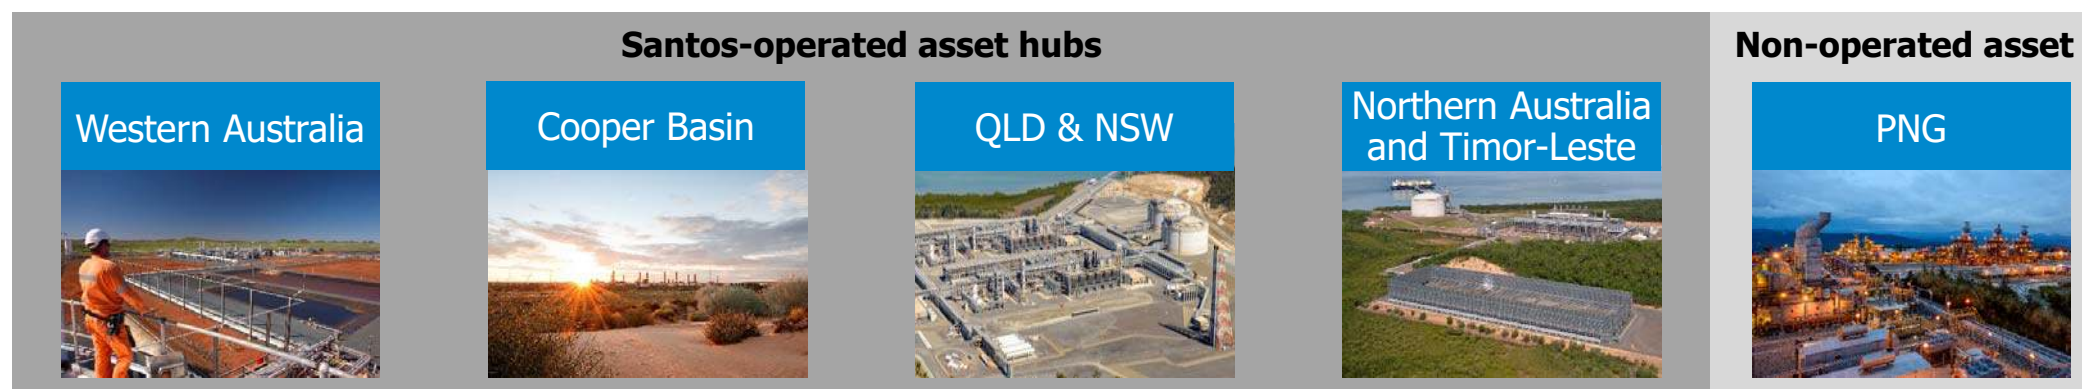 Santos-operated asset hubs
Non-operated asset
Western Australia
Cooper Basin
QLD & NSW
Northern Australia
and Timor-Leste
PNG